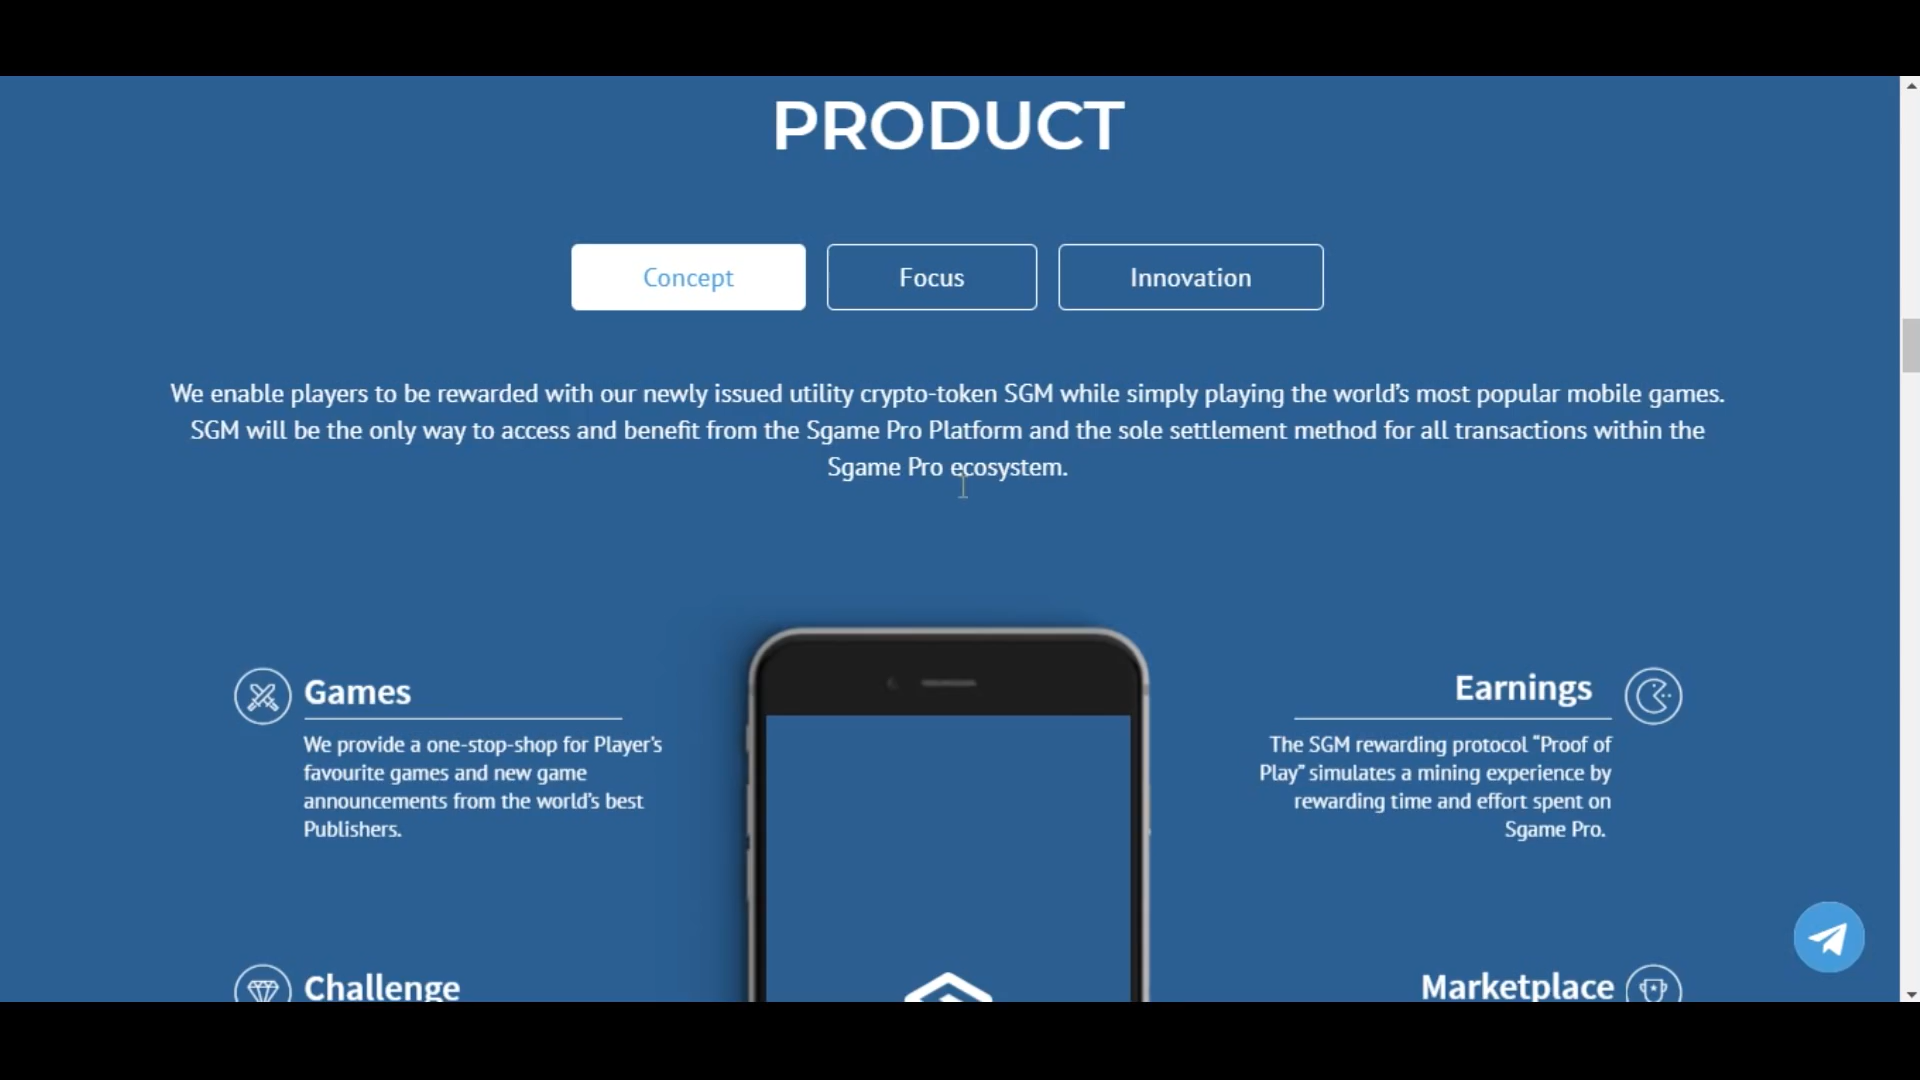 PRODUCT
Concept
Focus
Innovation
We enable players to be rewarded with our newly issued utility crypto-token SGM while simply playing the world’s most popular mobile games.
SGM will be the only way to access and benefit from the Sgame Pro Platform and the sole settlement method for all transactions within the
Sgame Pro ecosystem.
Games
We provide a one-stop-shop for Player's
favourite games and new game
announcements from the world's best
Publishers.
Earnings
The SGM rewarding protocol “Proof of
Play” simulates a mining experience by
rewarding time and effort spent on
Sgame Pro.
Challenge
Marketplace